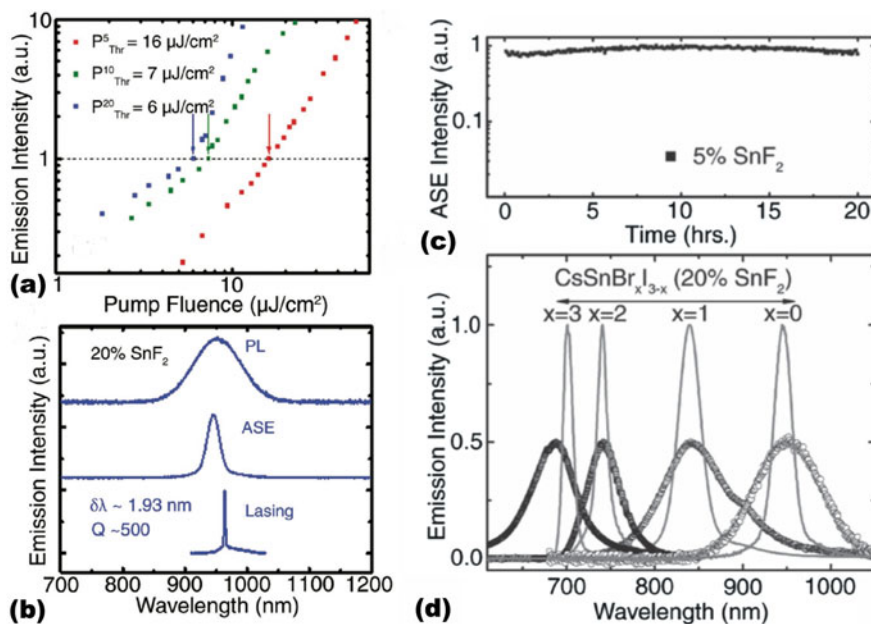 10
1
Emission Intensity (a.u.)
P⁵Thr = 16 µJ/cm²
P¹⁰Thr = 7 µJ/cm²
P²⁰Thr = 6 µJ/cm²
1 10
Pump Fluence (µJ/cm²)
(a)
1
0.1
ASE Intensity (a.u.)
5% SnF₂
0 5 10 15 20
Time (hrs.)
(c)
20% SnF₂
PL
ASE
Lasing
δλ ~ 1.93 nm
Q ~500
Emission Intensity (a.u.)
700 800 900 1000 1100 1200
Wavelength (nm)
(b)
CsSnBrₓI₃₋ₓ (20% SnF₂)
x=3 x=2 x=1 x=0
1.0
0.5
0.0
Emission Intensity (a.u.)
700 800 900 1000
Wavelength (nm)
(d)